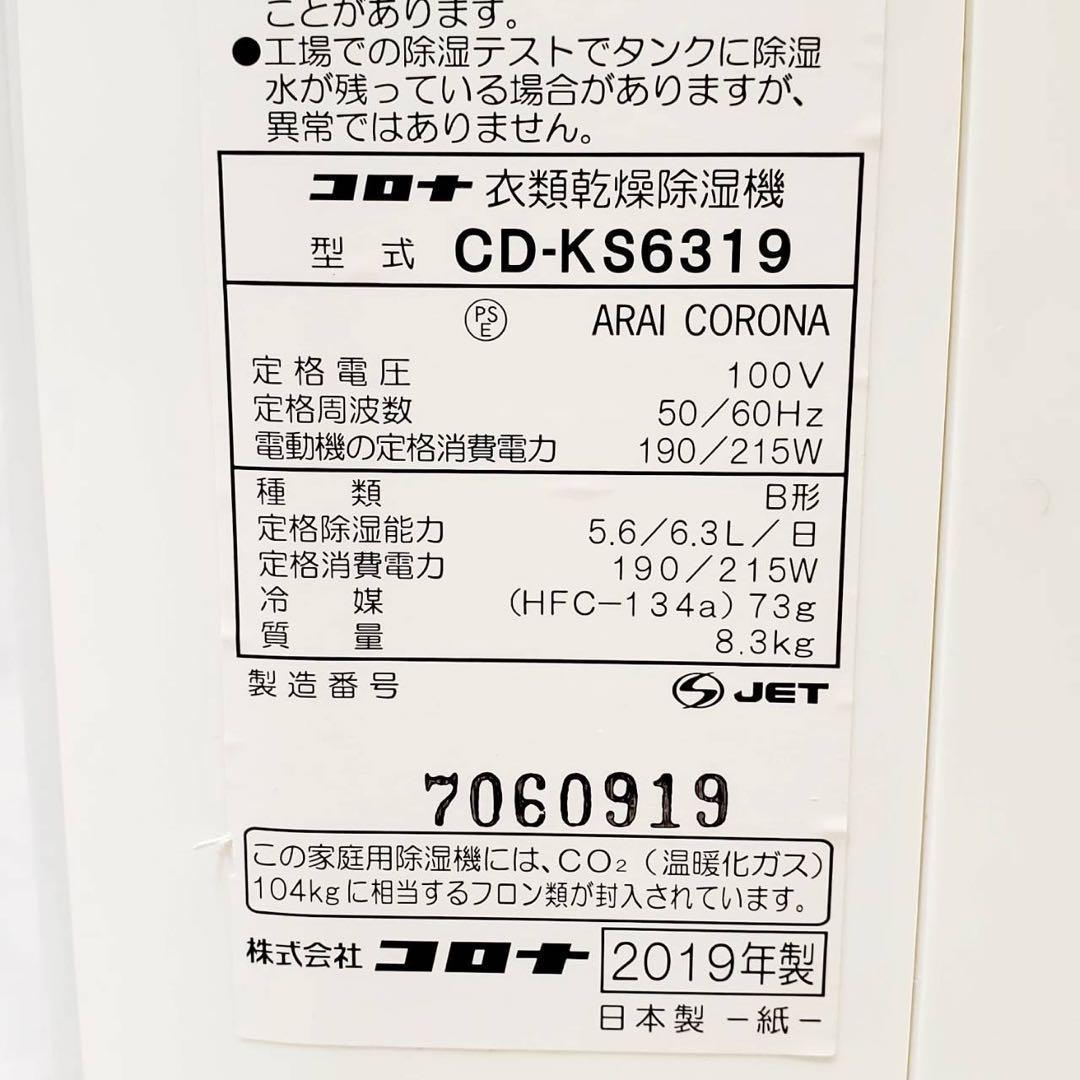 ことがあります。
●工場での除湿テストでタンクに除湿
水が残っている場合がありますが、
異常ではありません。
コロナ 衣類乾燥除湿機
型式 CD-KS6319
PSE ARAI CORONA
定格電圧 100V
定格周波数 50/60Hz
電動機の定格消費電力 190/215W
種類 B形
定格除湿能力 5.6/6.3L/日
定格消費電力 190/215W
冷媒 (HFC-134a) 73g
質量 8.3kg
製造番号 JET
7060919
この家庭用除湿機には、CO₂(温暖化ガス)
104kgに相当するフロン類が封入されています。
株式会社 コロナ 2019年製
日本製 -紙-